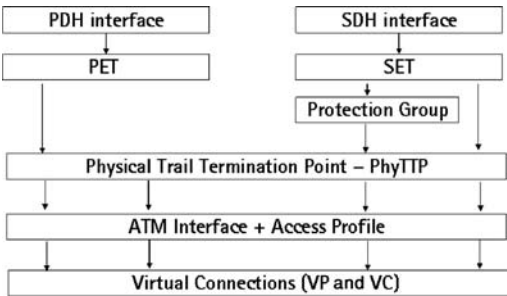 PDH interface
SDH interface
PET
SET
Protection Group
Physical Trail Termination Point – PhyTTP
ATM Interface + Access Profile
Virtual Connections (VP and VC)